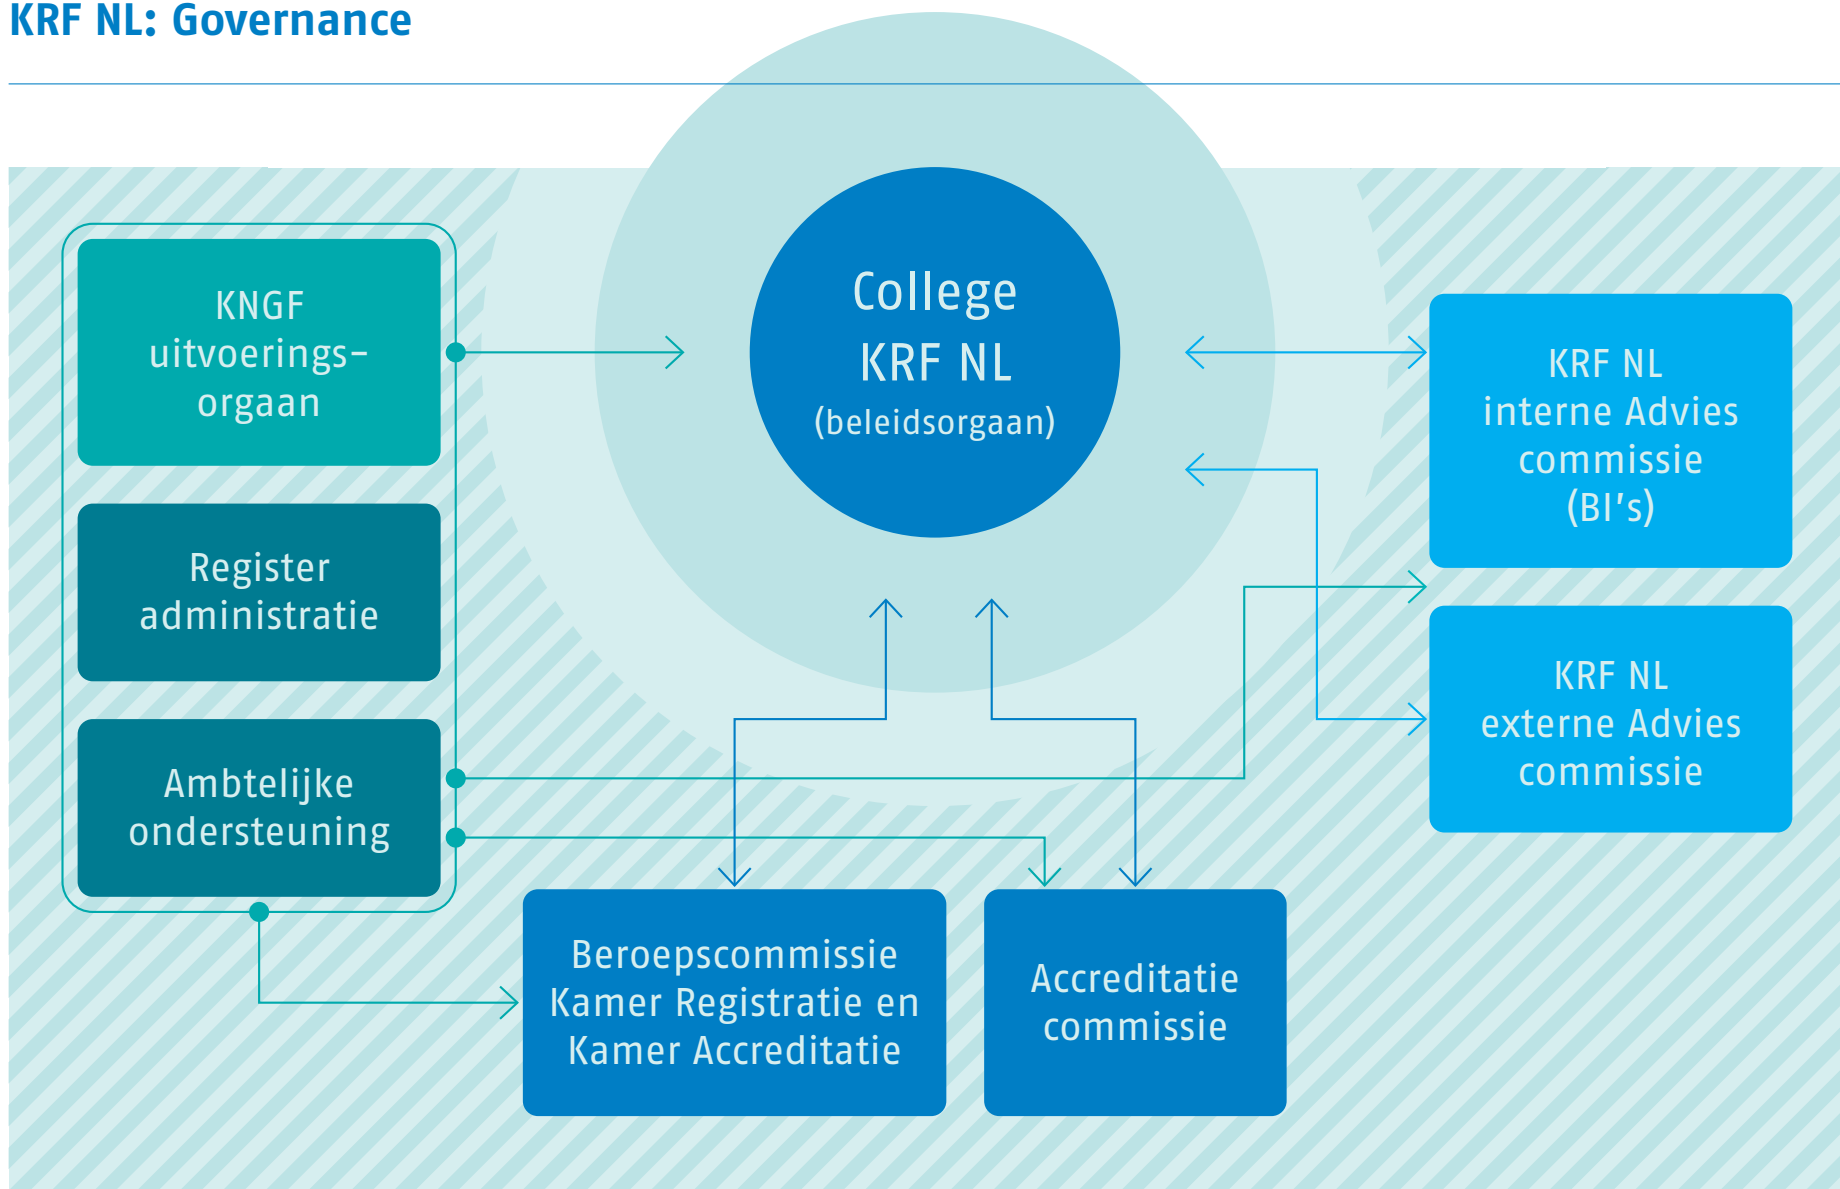 KRF NL: Governance
College
KRF NL
(beleidsorgaan)
KNGF
uitvoerings-
orgaan
Register
administratie
Ambtelijke
ondersteuning
KRF NL
interne Advies
commissie
(BI's)
KRF NL
externe Advies
commissie
Beroepscommissie
Kamer Registratie en
Kamer Accreditatie
Accreditatie
commissie